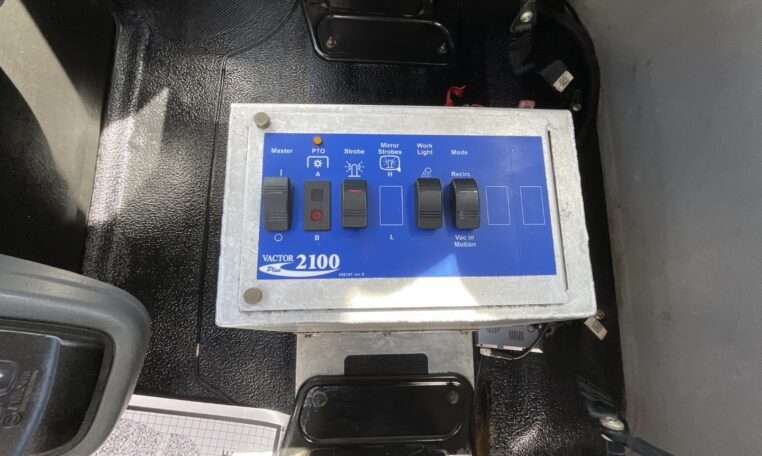 Master
PTO
Strobe
Mirror
Strobes
Work
Light
Mode
A
H
Recirc
B
L
Vac in
Motion
VACTOR
Plus
2100